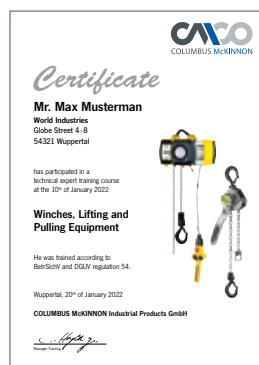 CMCO
COLUMBUS McKINNON
Certificate
Mr. Max Musterman
World Industries
Globe Street 4-8
54321 Wuppertal
has participated in a
technical expert training course
at the 10th of January 2022
Winches, Lifting and
Pulling Equipment
He was trained according to
BetrSichV and DGUV regulation 54.
Wuppertal, 20th of January 2022
COLUMBUS McKINNON Industrial Products GmbH
Manager Training